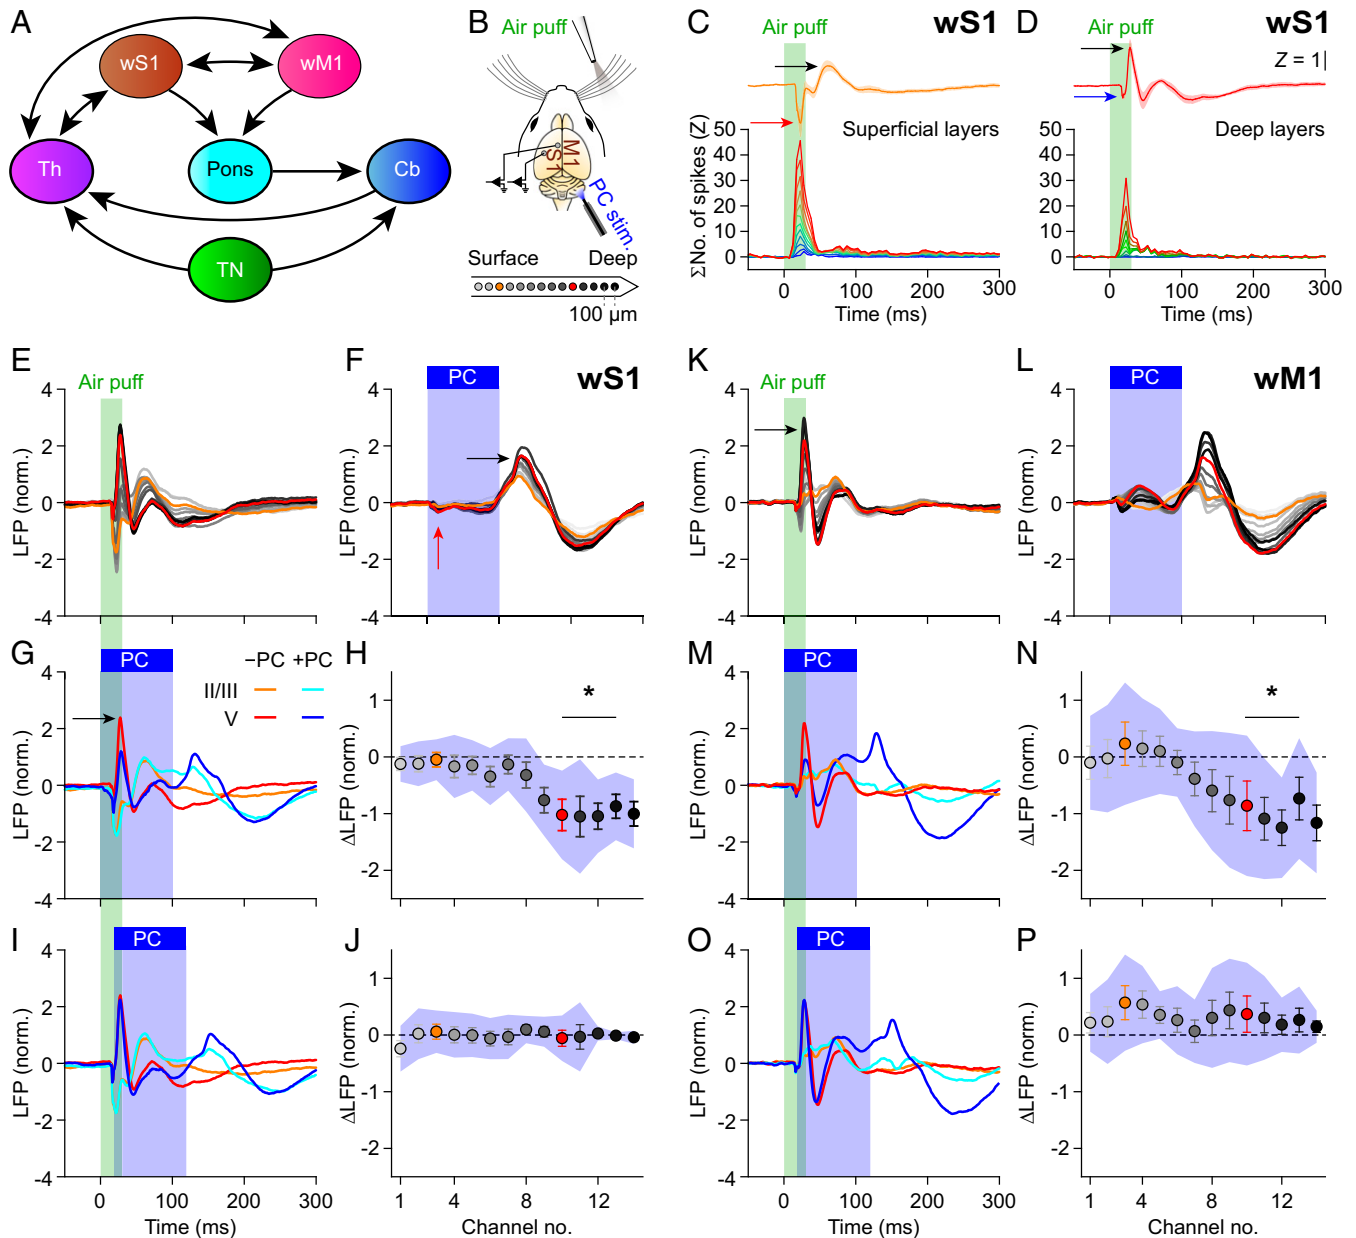 A
wS1
wM1
Th
Pons
Cb
TN
B
Air puff
M1
S1
PC stim.
Surface
Deep
100 µm
C
wS1
Air puff
Superficial layers
ΣNo. of spikes (Z)
50
40
30
20
10
0
0
100
200
300
Time (ms)
D
wS1
Air puff
Z = 1
Deep layers
50
40
30
20
10
0
0
100
200
300
Time (ms)
E
Air puff
LFP (norm.)
4
2
0
-2
-4
F
PC
wS1
4
2
0
-2
-4
K
Air puff
LFP (norm.)
4
2
0
-2
-4
L
PC
wM1
4
2
0
-2
-4
G
PC
−PC +PC
II/III
V
LFP (norm.)
4
2
0
-2
-4
H
*
ΔLFP (norm.)
1
0
-1
-2
M
PC
LFP (norm.)
4
2
0
-2
-4
N
*
ΔLFP (norm.)
1
0
-1
-2
I
PC
LFP (norm.)
4
2
0
-2
-4
0
100
200
300
Time (ms)
J
ΔLFP (norm.)
1
0
-1
-2
1
4
8
12
Channel no.
O
PC
LFP (norm.)
4
2
0
-2
-4
0
100
200
300
Time (ms)
P
ΔLFP (norm.)
1
0
-1
-2
1
4
8
12
Channel no.